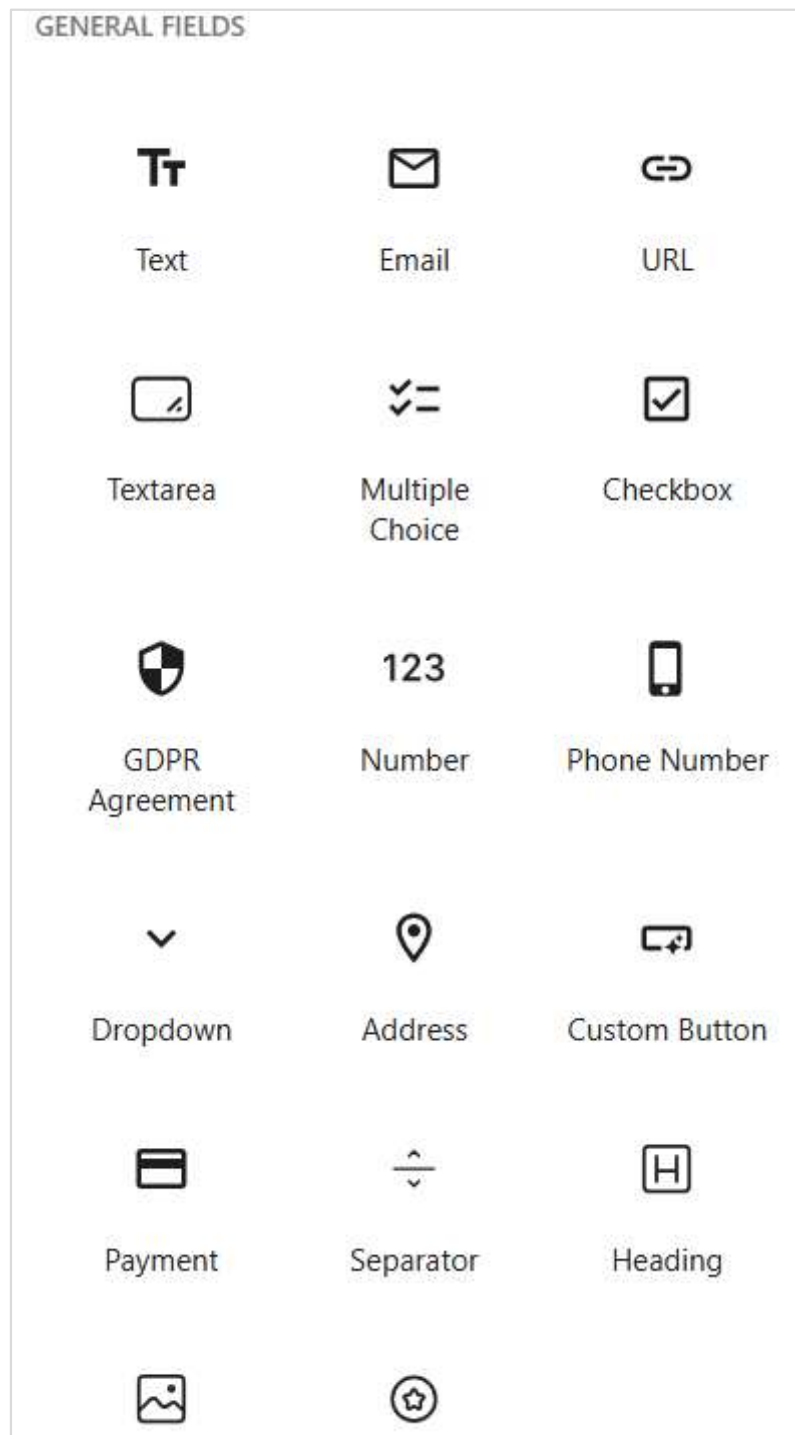 GENERAL FIELDS
Tт
Text
Email
URL
Textarea
Multiple
Choice
Checkbox
123
GDPR
Agreement
Number
Phone Number
Dropdown
Address
Custom Button
H
Payment
Separator
Heading